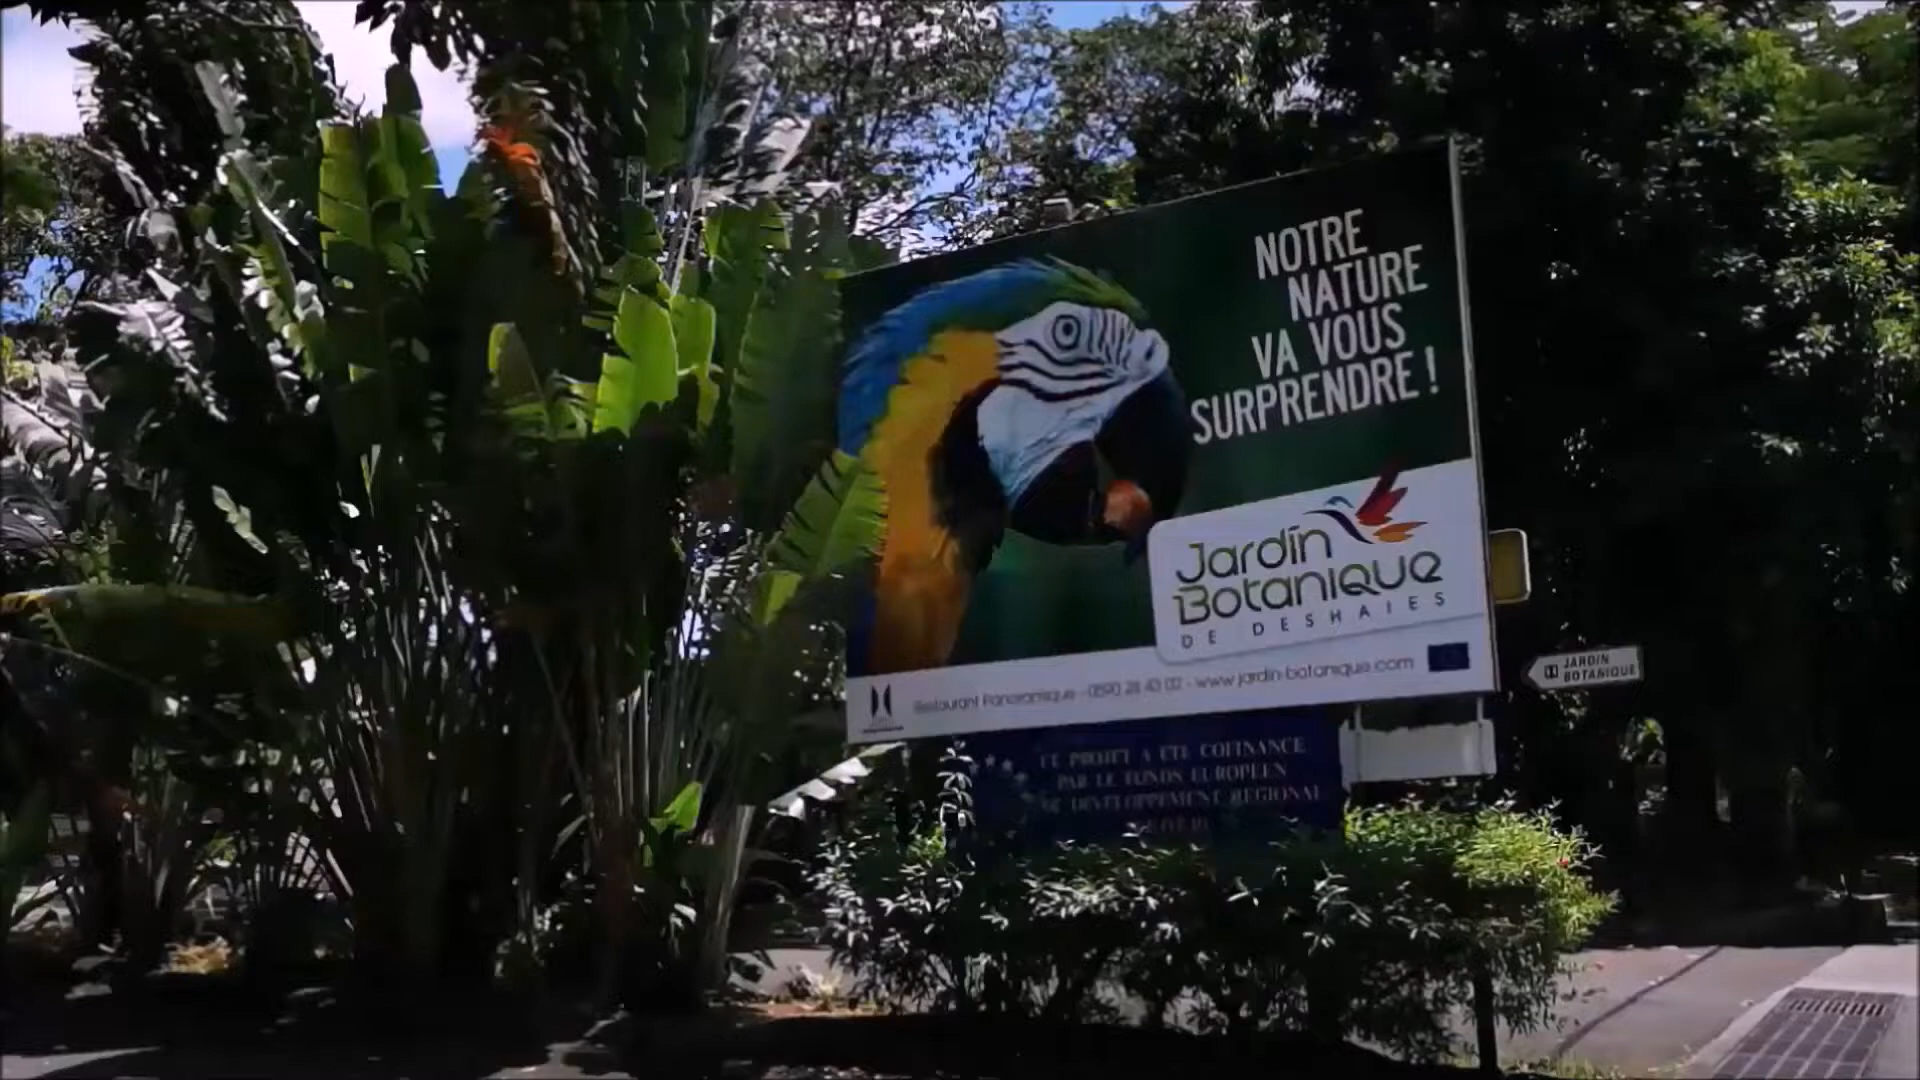 NOTRE
NATURE
VA VOUS
SURPRENDRE !
Jardin
Botanique
DE DESHAIES
Restaurant Panoramique - 0590 28 43 02 - www.jardin-botanique.com
JARDIN
BOTANIQUE
CE PROJET A ETE COFINANCE
PAR LE FONDS EUROPEEN
DE DEVELOPPEMENT REGIONAL